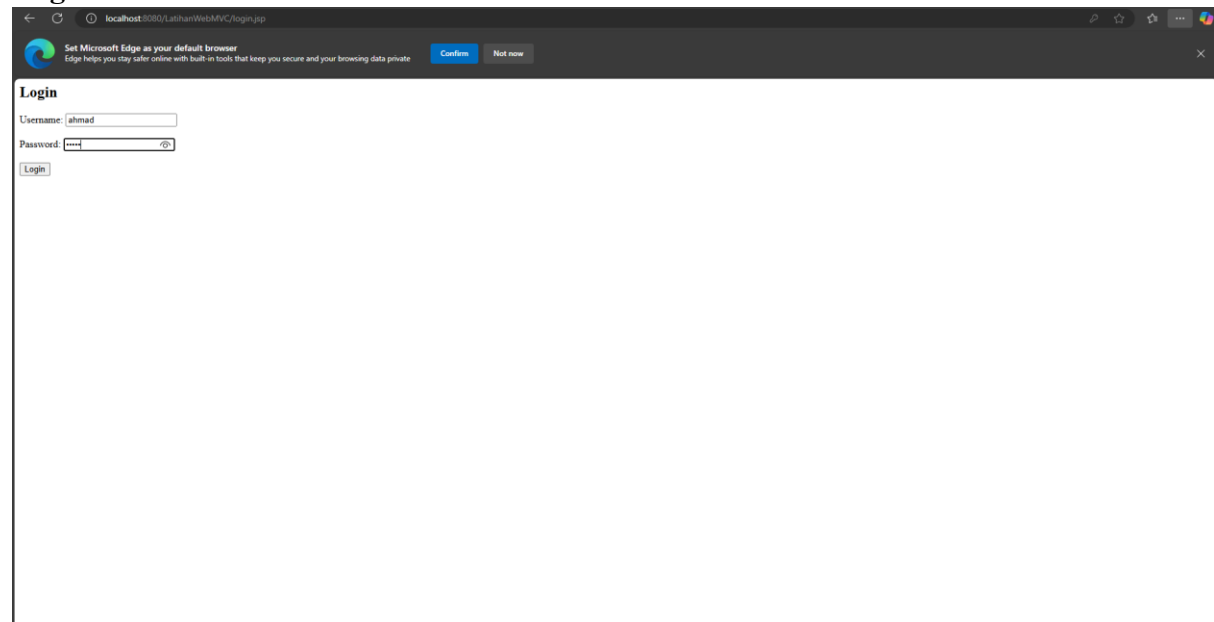 localhost:8080/LatihanWebMVC/login.jsp
Set Microsoft Edge as your default browser
Edge helps you stay safer online with built-in tools that keep you secure and your browsing data private
Confirm
Not now
Login
Username: ahmad
Password: •••••
Login